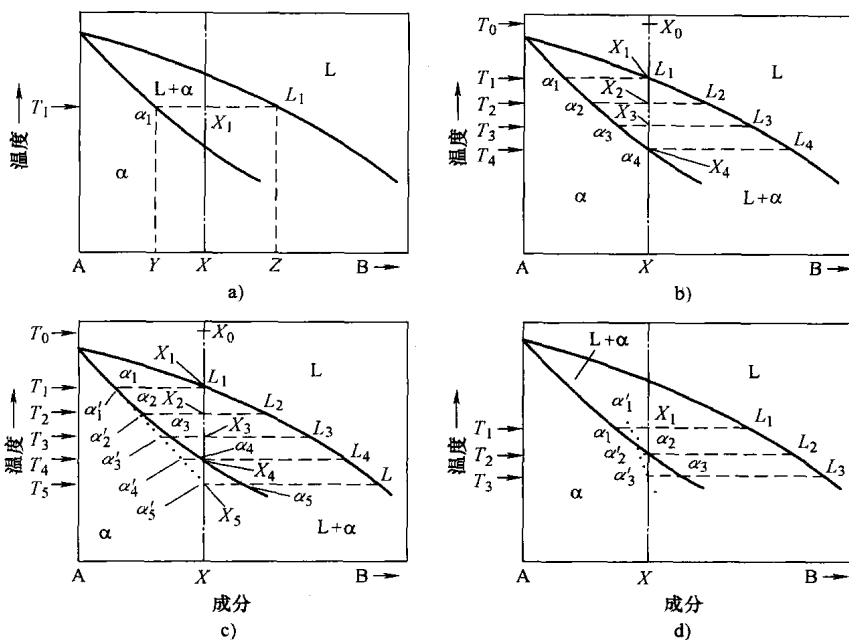 L
L+α
L₁
T₁
α₁
X₁
α
温度
A
Y
X
Z
B
a)
T₀
X₀
X₁
L
T₁
α₁
L₁
X₂
L₂
T₂
α₂
X₃
L₃
T₃
α₃
T₄
α₄
X₄
L₄
温度
α
L+α
A
X
B
b)
T₀
X₀
X₁
L
T₁
α₁
L₁
α′₁
α₂
X₂
L₂
T₂
α′₂
α₃
X₃
L₃
T₃
α′₃
α₄
X₄
L₄
T₄
α′₄
L
T₅
α′₅
X₅
α₅
温度
α
L+α
A
X
B
成分
c)
L+α
L
α′₁
X₁
L₁
T₁
α₁
α₂
T₂
α′₂
L₂
α₃
T₃
α′₃
L₃
温度
α
A
X
B
成分
d)